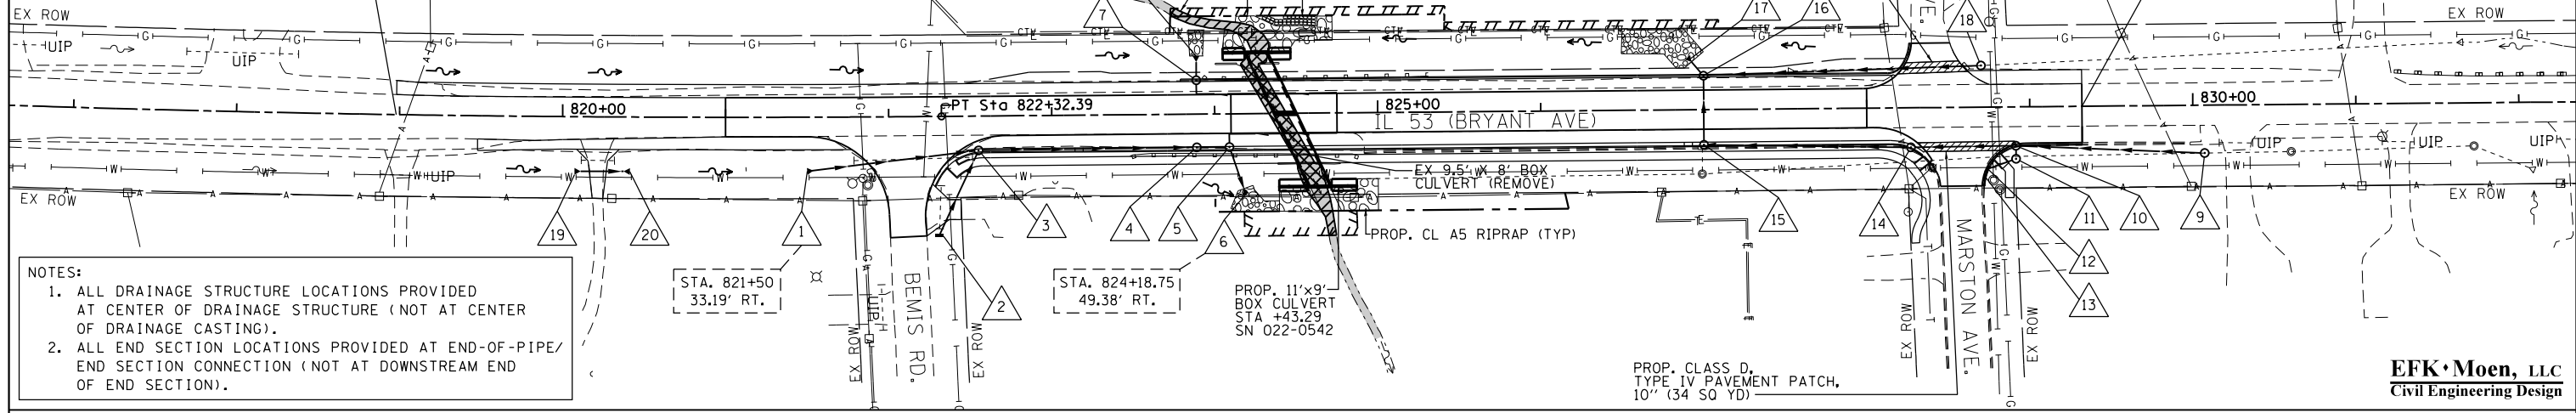 EX ROW
7
17
16
18
EX ROW
UIP
UIP
820+00
PT Sta 822+32.39
825+00
830+00
IL 53 (BRYANT AVE)
UIP
UIP
UIP
UIP
EX 9.5' X 8' BOX
CULVERT (REMOVE)
EX ROW
EX ROW
19
20
1
3
4
5
6
15
14
11
10
9
PROP. CL A5 RIPRAP (TYP)
12
13
2
STA. 821+50
33.19' RT.
STA. 824+18.75
49.38' RT.
PROP. 11'x9'
BOX CULVERT
STA +43.29
SN 022-0542
BEMIS RD.
UIP
EX ROW
EX ROW
MARSTON AVE.
EX ROW
EX ROW
NOTES:
1. ALL DRAINAGE STRUCTURE LOCATIONS PROVIDED
AT CENTER OF DRAINAGE STRUCTURE (NOT AT CENTER
OF DRAINAGE CASTING).
2. ALL END SECTION LOCATIONS PROVIDED AT END-OF-PIPE/
END SECTION CONNECTION (NOT AT DOWNSTREAM END
OF END SECTION).
PROP. CLASS D,
TYPE IV PAVEMENT PATCH,
10'' (34 SQ YD)
EFK•Moen, LLC
Civil Engineering Design